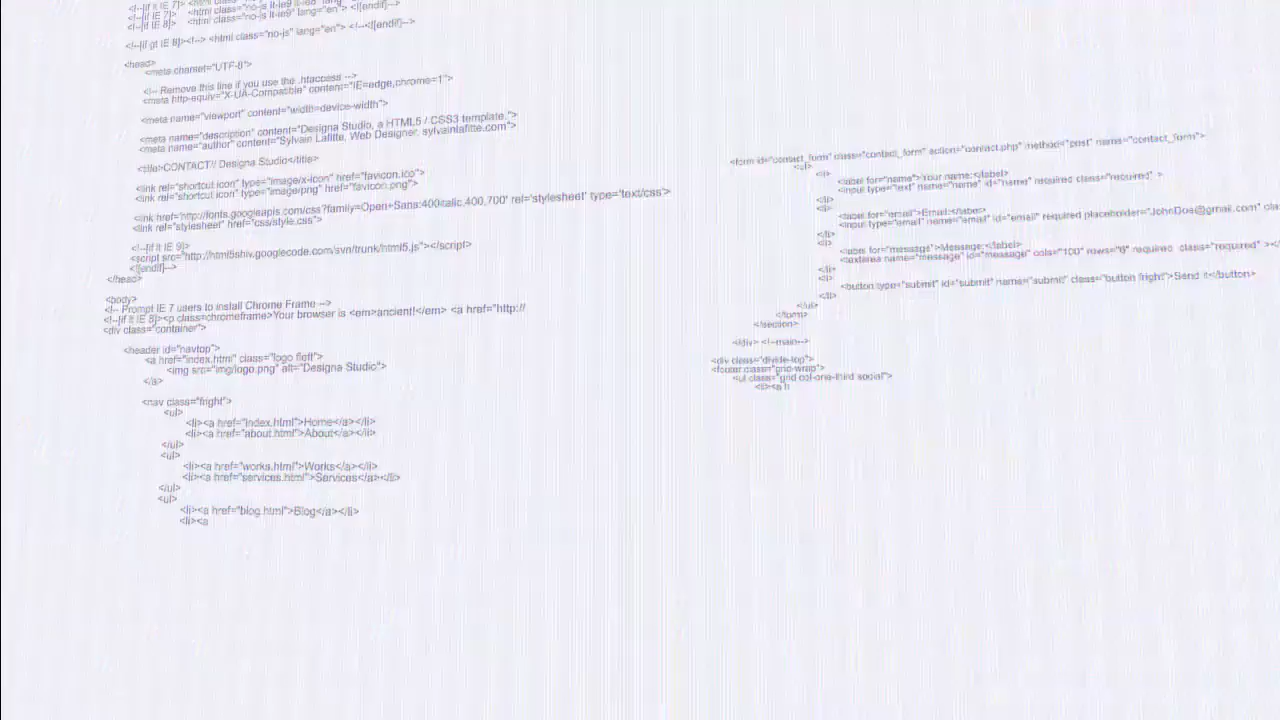 <!--[if lt IE 7]> <html class="no-js lt-ie9 lt-ie8" lang="en"> <![endif]-->
<!--[if IE 7]> <html class="no-js lt-ie9" lang="en"> <![endif]-->
<!--[if IE 8]>
<!--[if gt IE 8]><!--> <html class="no-js" lang="en"> <!--<![endif]-->
<head>
<meta charset="UTF-8">
<!-- Remove this line if you use the .htaccess -->
<meta http-equiv="X-UA-Compatible" content="IE=edge,chrome=1">
<meta name="viewport" content="width=device-width">
<meta name="description" content="Designa Studio, a HTML5 / CSS3 template.">
<meta name="author" content="Sylvain Lafitte, Web Designer, sylvainlafitte.com">
<title>CONTACT// Designa Studio</title>
<link rel="shortcut icon" type="image/x-icon" href="favicon.ico">
<link rel="shortcut icon" type="image/png" href="favicon.png">
<link href='http://fonts.googleapis.com/css?family=Open+Sans:400italic,400,700' rel='stylesheet' type='text/css'>
<link rel="stylesheet" href="css/style.css">
<!--[if lt IE 9]>
<script src="http://html5shiv.googlecode.com/svn/trunk/html5.js"></script>
<![endif]-->
</head>
<body>
<!-- Prompt IE 7 users to install Chrome Frame -->
<!--[if lt IE 8]><p class=chromeframe>Your browser is <em>ancient!</em> <a href="http://
<div class="container">
<header id="navtop">
<a href="index.html" class="logo fleft">
<img src="img/logo.png" alt="Designa Studio">
</a>
<nav class="fright">
<ul>
<li><a href="index.html">Home</a></li>
<li><a href="about.html">About</a></li>
</ul>
<ul>
<li><a href="works.html">Works</a></li>
<li><a href="services.html">Services</a></li>
</ul>
<ul>
<li><a href="blog.html">Blog</a></li>
<li><a
<form id="contact_form" class="contact_form" action="contact.php" method="post" name="contact_form">
<ul>
<li>
<label for="name">Your name:</label>
<input type="text" name="name" id="name" required class="required" >
</li>
<li>
<label for="email">Email:</label>
<input type="email" name="email" id="email" required placeholder="JohnDoe@gmail.com" clas
</li>
<li>
<label for="message">Message:</label>
<textarea name="message" id="message" cols="100" rows="6" required class="required" ></
</li>
<li>
<button type="submit" id="submit" name="submit" class="button fright">Send it</button>
</li>
</ul>
</form>
</section>
</div> <!--main-->
<div class="divide-top">
<footer class="grid-wrap">
<ul class="grid col-one-third social">
<li><a h